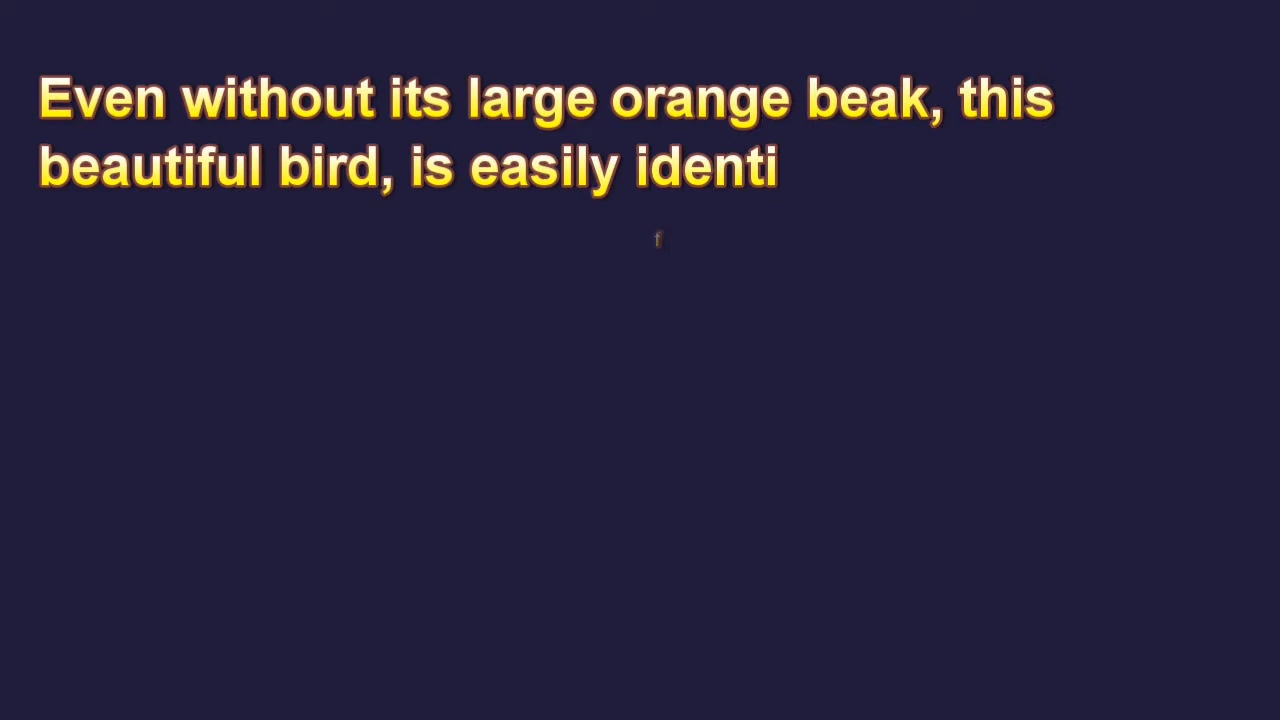 Even without its large orange beak, this
beautiful bird, is easily identi
f